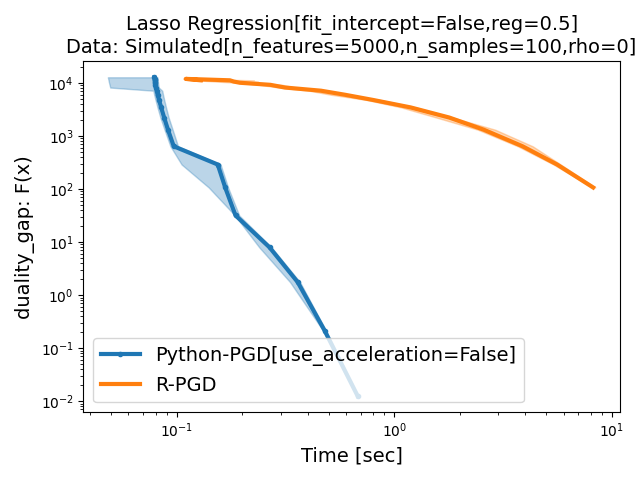 Lasso Regression[fit_intercept=False,reg=0.5]
Data: Simulated[n_features=5000,n_samples=100,rho=0]
duality_gap: F(x)
10⁴
10³
10²
10¹
10⁰
10⁻¹
10⁻²
Python-PGD[use_acceleration=False]
R-PGD
10⁻¹
10⁰
10¹
Time [sec]